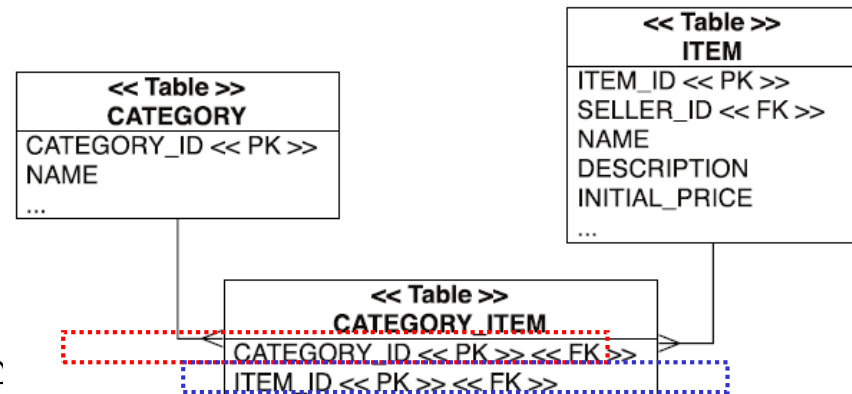 << Table >>
ITEM
ITEM_ID << PK >>
SELLER_ID << FK >>
NAME
DESCRIPTION
INITIAL_PRICE
...
<< Table >>
CATEGORY
CATEGORY_ID << PK >>
NAME
...
<< Table >>
CATEGORY_ITEM
CATEGORY_ID << PK >> << FK >>
ITEM_ID << PK >> << FK >>